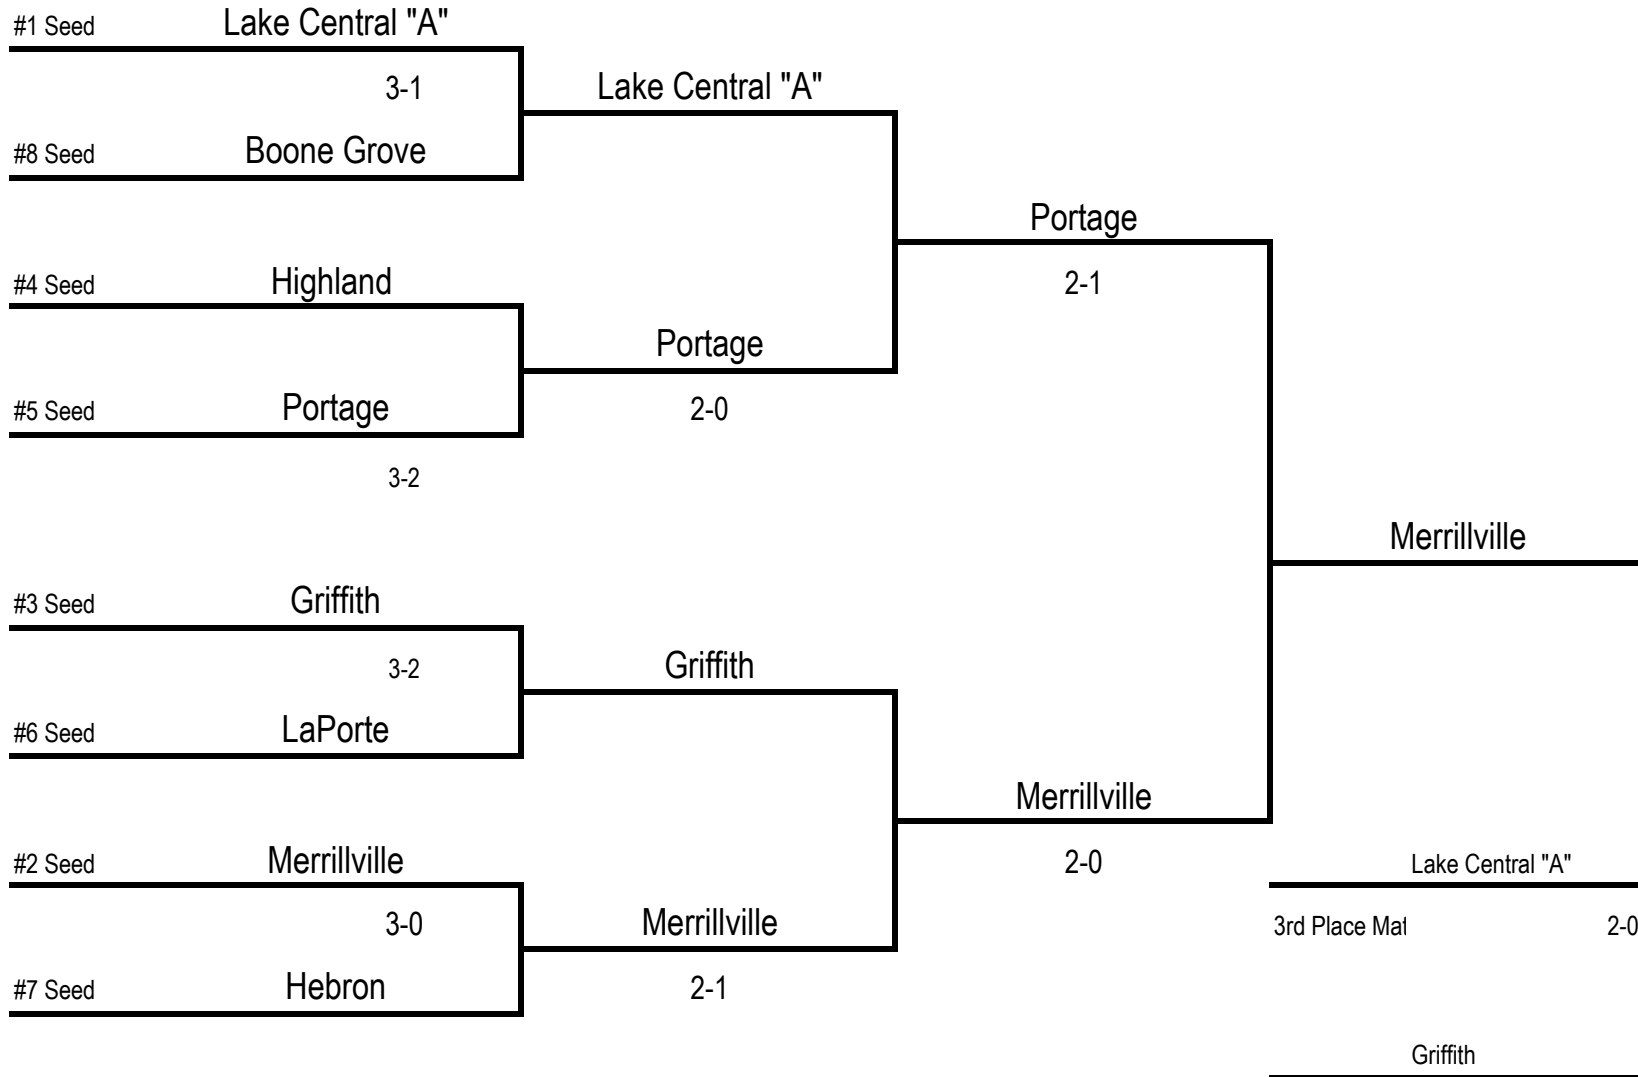 #1 Seed Lake Central "A"
3-1
Lake Central "A"
#8 Seed Boone Grove
Portage
#4 Seed Highland
2-1
Portage
#5 Seed Portage
2-0
3-2
Merrillville
#3 Seed Griffith
3-2
Griffith
#6 Seed LaPorte
Merrillville
#2 Seed Merrillville
2-0
Lake Central "A"
3-0
Merrillville
3rd Place Mat 2-0
#7 Seed Hebron
2-1
Griffith